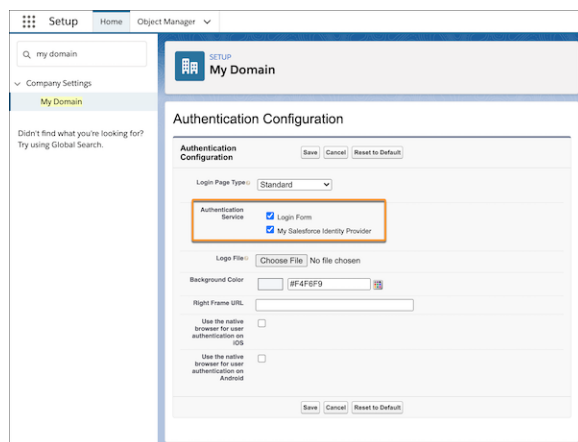 Setup
Home
Object Manager
my domain
Company Settings
My Domain
Didn't find what you're looking for?
Try using Global Search.
SETUP
My Domain
Authentication Configuration
Authentication
Configuration
Save
Cancel
Reset to Default
Login Page Type
Standard
Authentication
Service
Login Form
My Salesforce Identity Provider
Logo File
Choose File No file chosen
Background Color
#F4F6F9
Right Frame URL
Use the native
browser for user
authentication on
iOS
Use the native
browser for user
authentication on
Android
Save
Cancel
Reset to Default